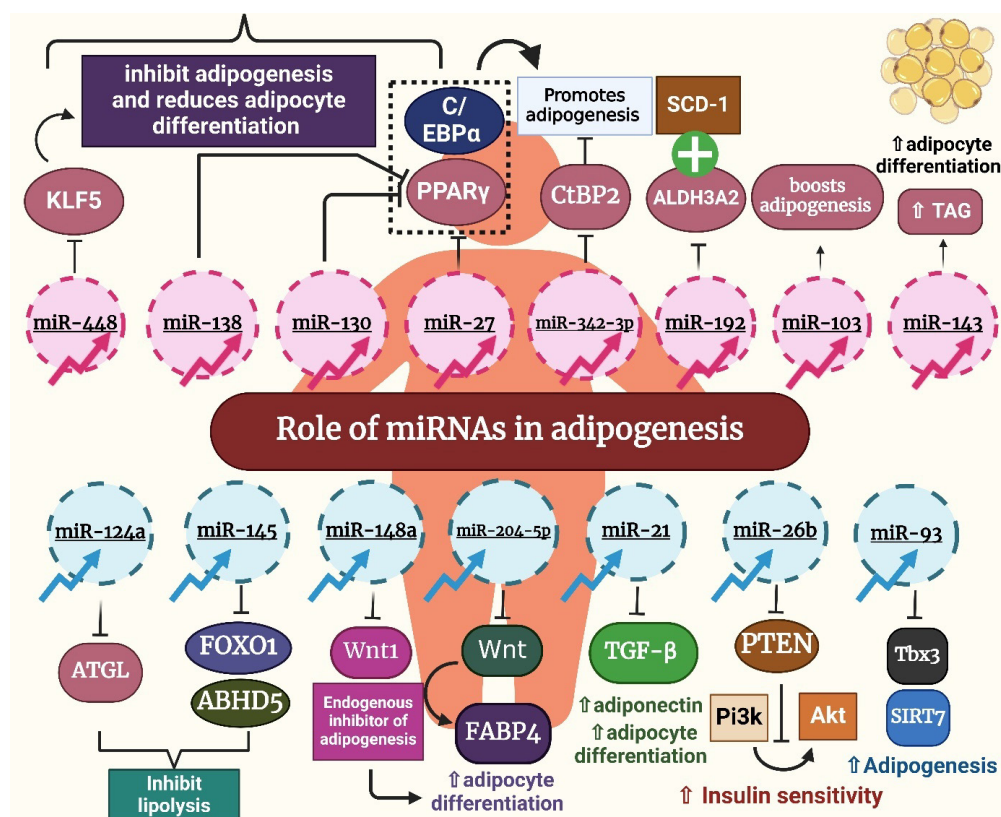 inhibit adipogenesis
and reduces adipocyte
differentiation
C/
EBPα
Promotes
adipogenesis
SCD-1
⇧adipocyte
differentiation
KLF5
PPARγ
CtBP2
ALDH3A2
boosts
adipogenesis
⇧ TAG
miR-448
miR-138
miR-130
miR-27
miR-342-3p
miR-192
miR-103
miR-143
Role of miRNAs in adipogenesis
miR-124a
miR-145
miR-148a
miR-204-5p
miR-21
miR-26b
miR-93
ATGL
FOXO1
ABHD5
Wnt1
Wnt
TGF-β
PTEN
Tbx3
SIRT7
Endogenous
inhibitor of
adipogenesis
FABP4
⇧adiponectin
⇧adipocyte
differentiation
Pi3k
Akt
Inhibit
lipolysis
⇧adipocyte
differentiation
⇧ Insulin sensitivity
⇧Adipogenesis